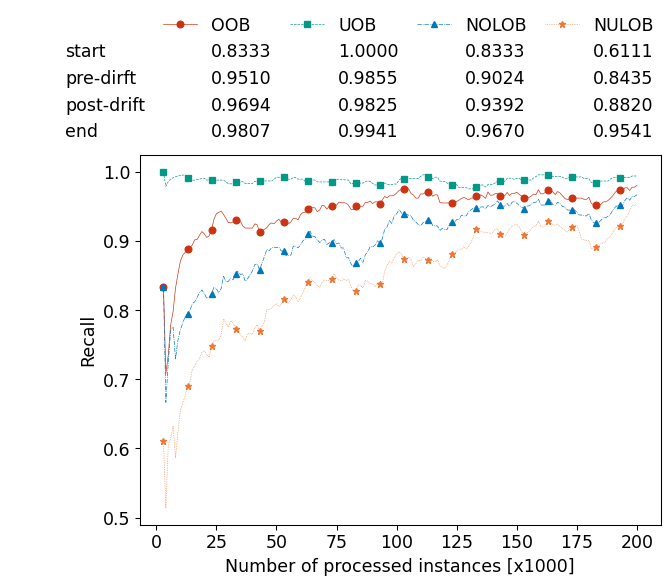 OOB UOB NOLOB NULOB
start 0.8333 1.0000 0.8333 0.6111
pre-dirft 0.9510 0.9855 0.9024 0.8435
post-drift 0.9694 0.9825 0.9392 0.8820
end 0.9807 0.9941 0.9670 0.9541
1.0
0.9
0.8
0.7
0.6
0.5
Recall
0 25 50 75 100 125 150 175 200
Number of processed instances [x1000]